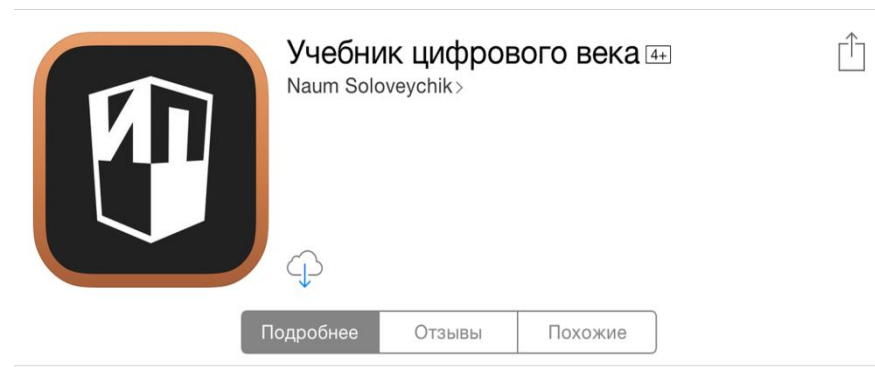 Учебник цифрового века 4+
Naum Soloveychik >
ИП
Подробнее Отзывы Похожие